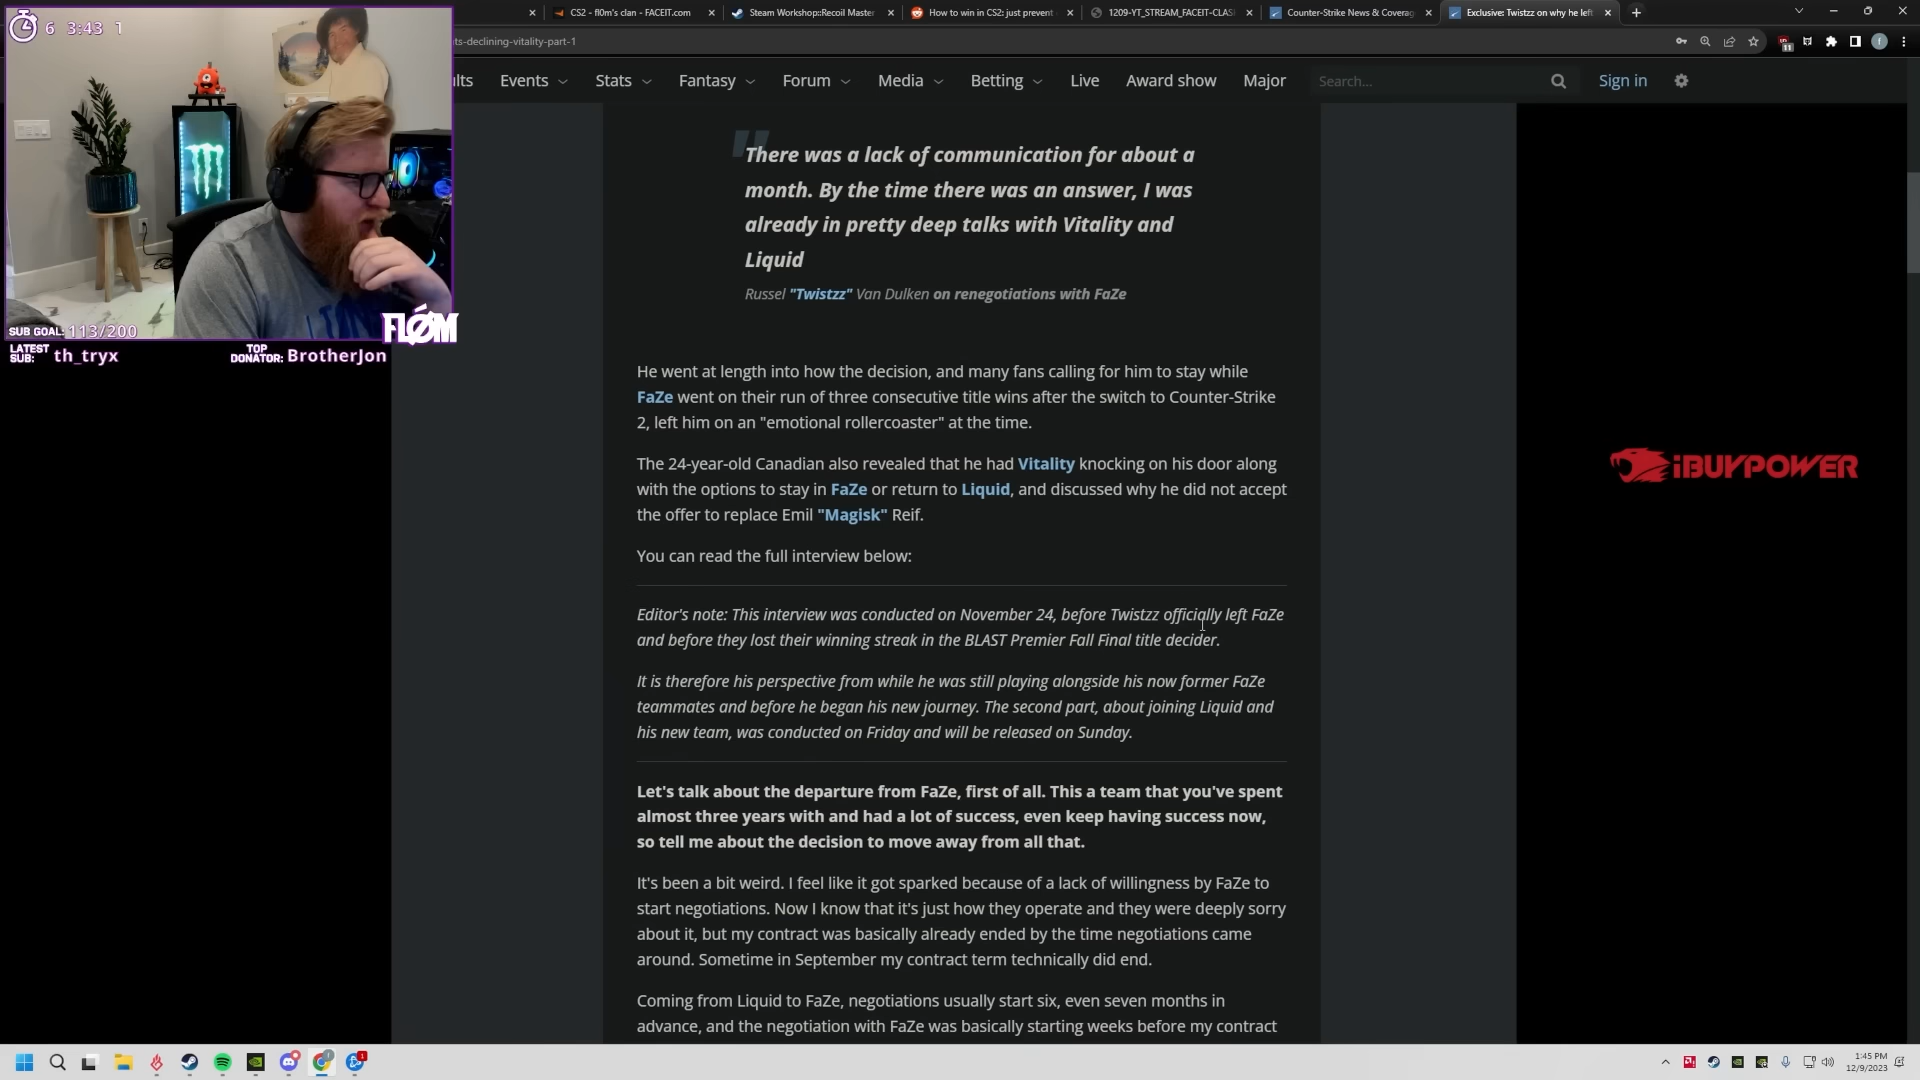 6 3:43 1
CS2 - fl0m's clan - FACEIT.com
Steam Workshop::Recoil Master
How to win in CS2: just prevent
1209-YT_STREAM_FACEIT-CLAS
Counter-Strike News & Coverag
Exclusive: Twistzz on why he left
ts-declining-vitality-part-1
ults Events Stats Fantasy Forum Media Betting Live Award show Major Search... Sign in
There was a lack of communication for about a
month. By the time there was an answer, I was
already in pretty deep talks with Vitality and
Liquid
Russel "Twistzz" Van Dulken on renegotiations with FaZe
SUB GOAL: 113/200
FLØM
LATEST SUB: th_tryx
TOP DONATOR: BrotherJon
He went at length into how the decision, and many fans calling for him to stay while
FaZe went on their run of three consecutive title wins after the switch to Counter-Strike
2, left him on an "emotional rollercoaster" at the time.
The 24-year-old Canadian also revealed that he had Vitality knocking on his door along
with the options to stay in FaZe or return to Liquid, and discussed why he did not accept
the offer to replace Emil "Magisk" Reif.
You can read the full interview below:
iBUYPOWER
Editor's note: This interview was conducted on November 24, before Twistzz officially left FaZe
and before they lost their winning streak in the BLAST Premier Fall Final title decider.
It is therefore his perspective from while he was still playing alongside his now former FaZe
teammates and before he began his new journey. The second part, about joining Liquid and
his new team, was conducted on Friday and will be released on Sunday.
Let's talk about the departure from FaZe, first of all. This a team that you've spent
almost three years with and had a lot of success, even keep having success now,
so tell me about the decision to move away from all that.
It's been a bit weird. I feel like it got sparked because of a lack of willingness by FaZe to
start negotiations. Now I know that it's just how they operate and they were deeply sorry
about it, but my contract was basically already ended by the time negotiations came
around. Sometime in September my contract term technically did end.
Coming from Liquid to FaZe, negotiations usually start six, even seven months in
advance, and the negotiation with FaZe was basically starting weeks before my contract
1:45 PM
12/9/2023